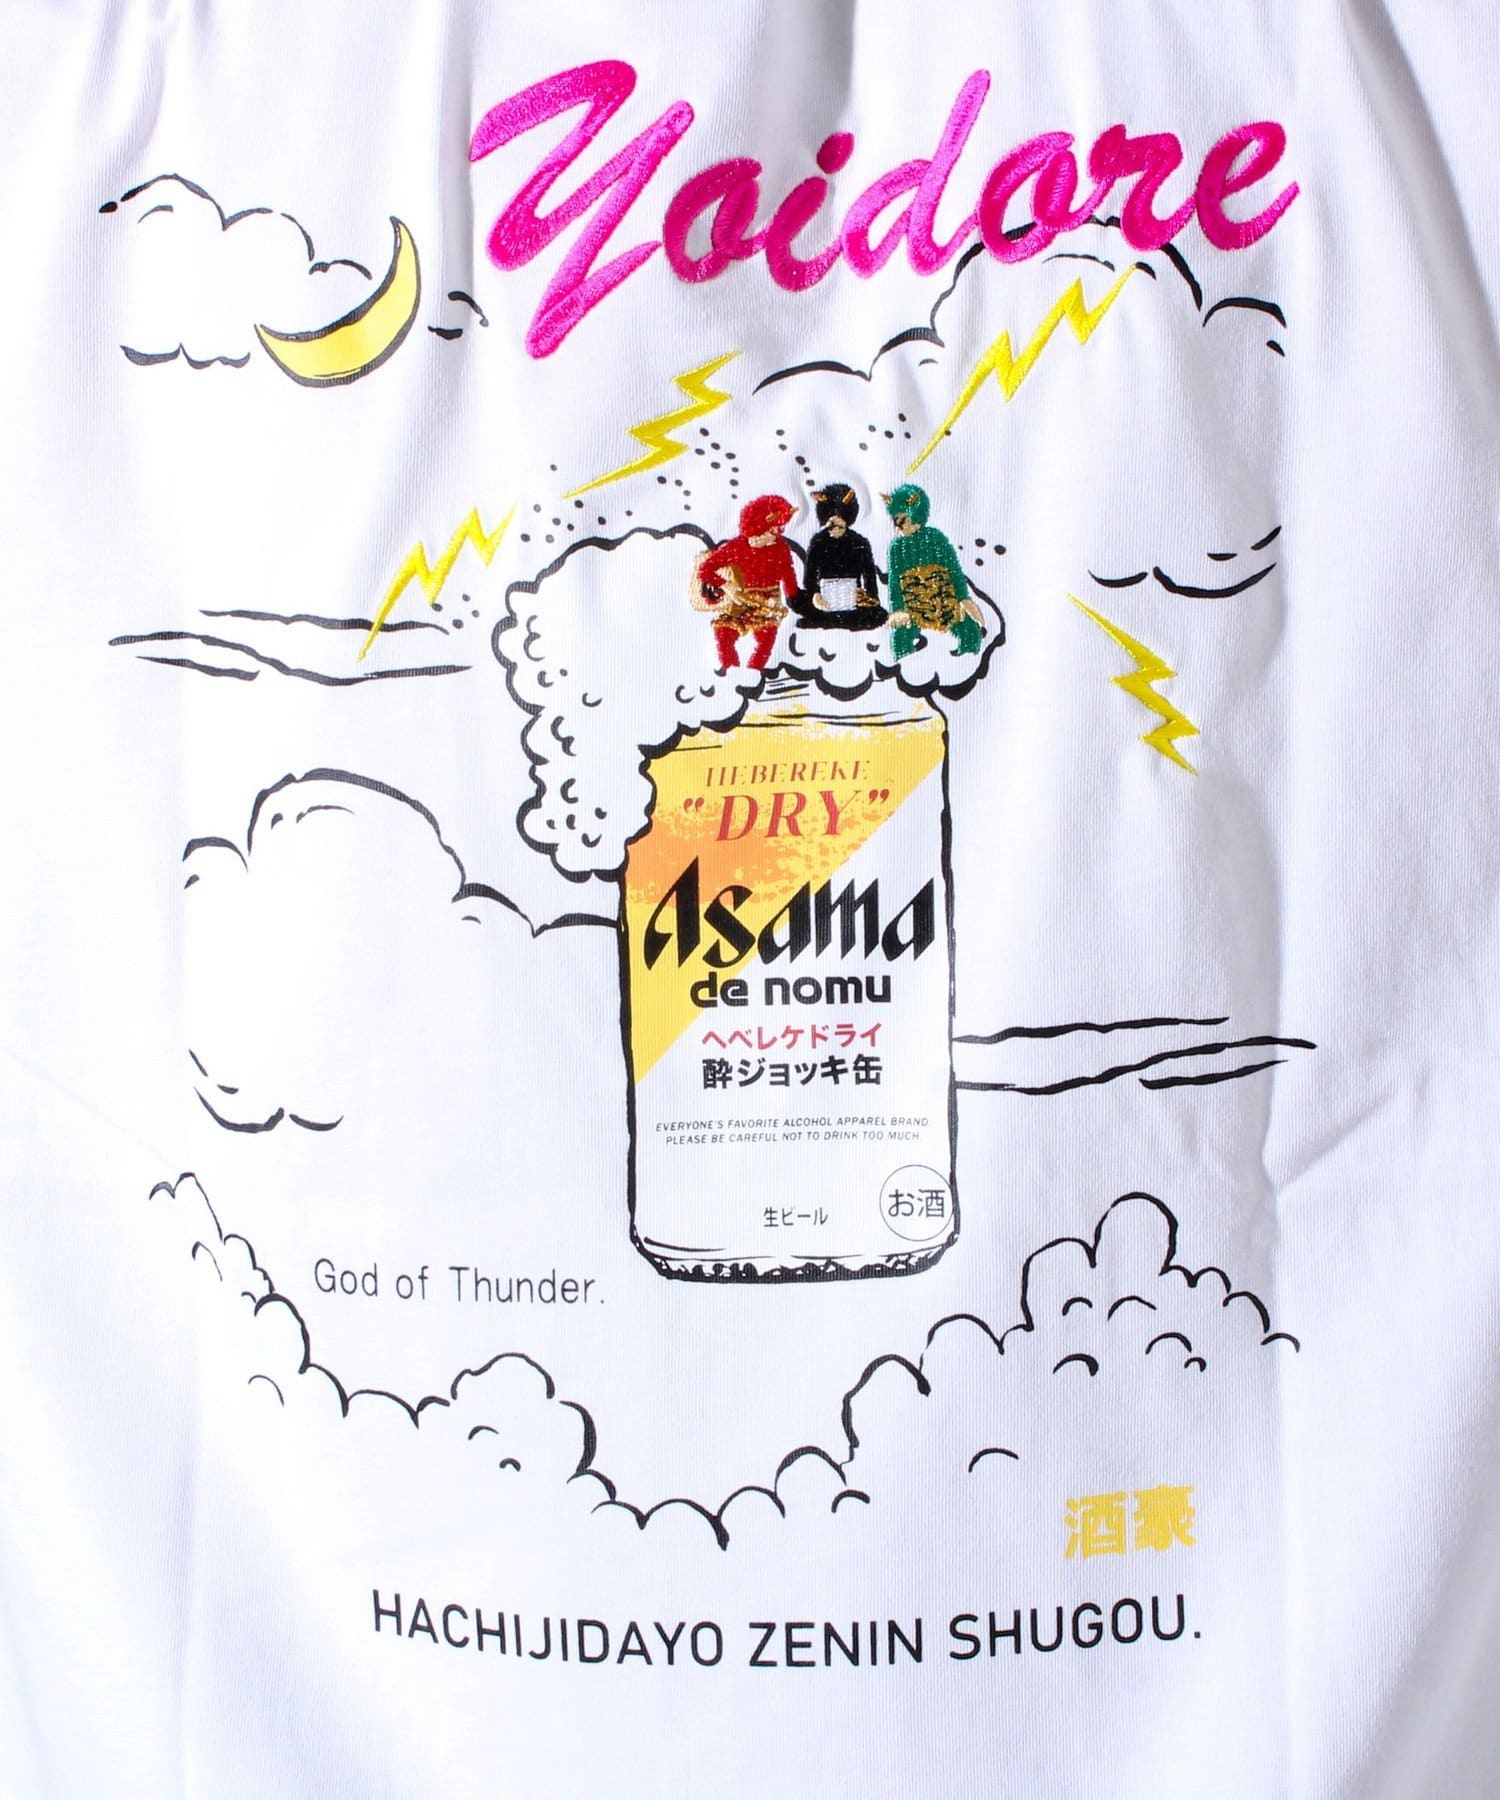 Yoidore
HEBEREKE
"DRY"
Asama
de nomu
ヘベレケドライ
酔ジョッキ缶
EVERYONE'S FAVORITE ALCOHOL APPAREL BRAND.
PLEASE BE CAREFUL NOT TO DRINK TOO MUCH.
生ビール
お酒
God of Thunder.
酒豪
HACHIJIDAYO ZENIN SHUGOU.